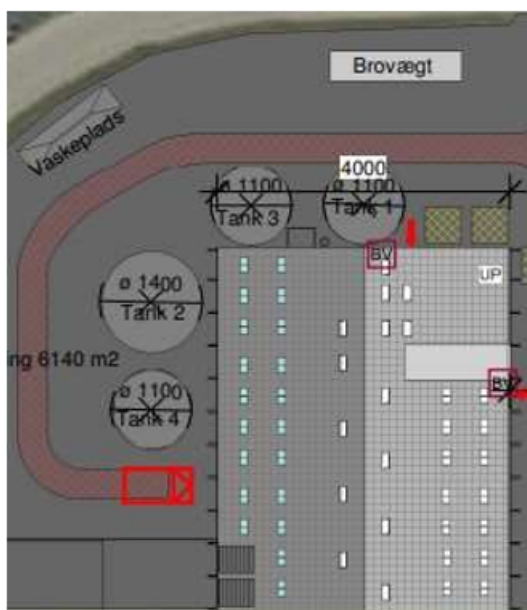 Brovægt
Vaskeplads
4000
ø 1100
Tank 3
ø 1100
Tank 1
BV
UP
ø 1400
Tank 2
ng 6140 m2
BV
ø 1100
Tank 4